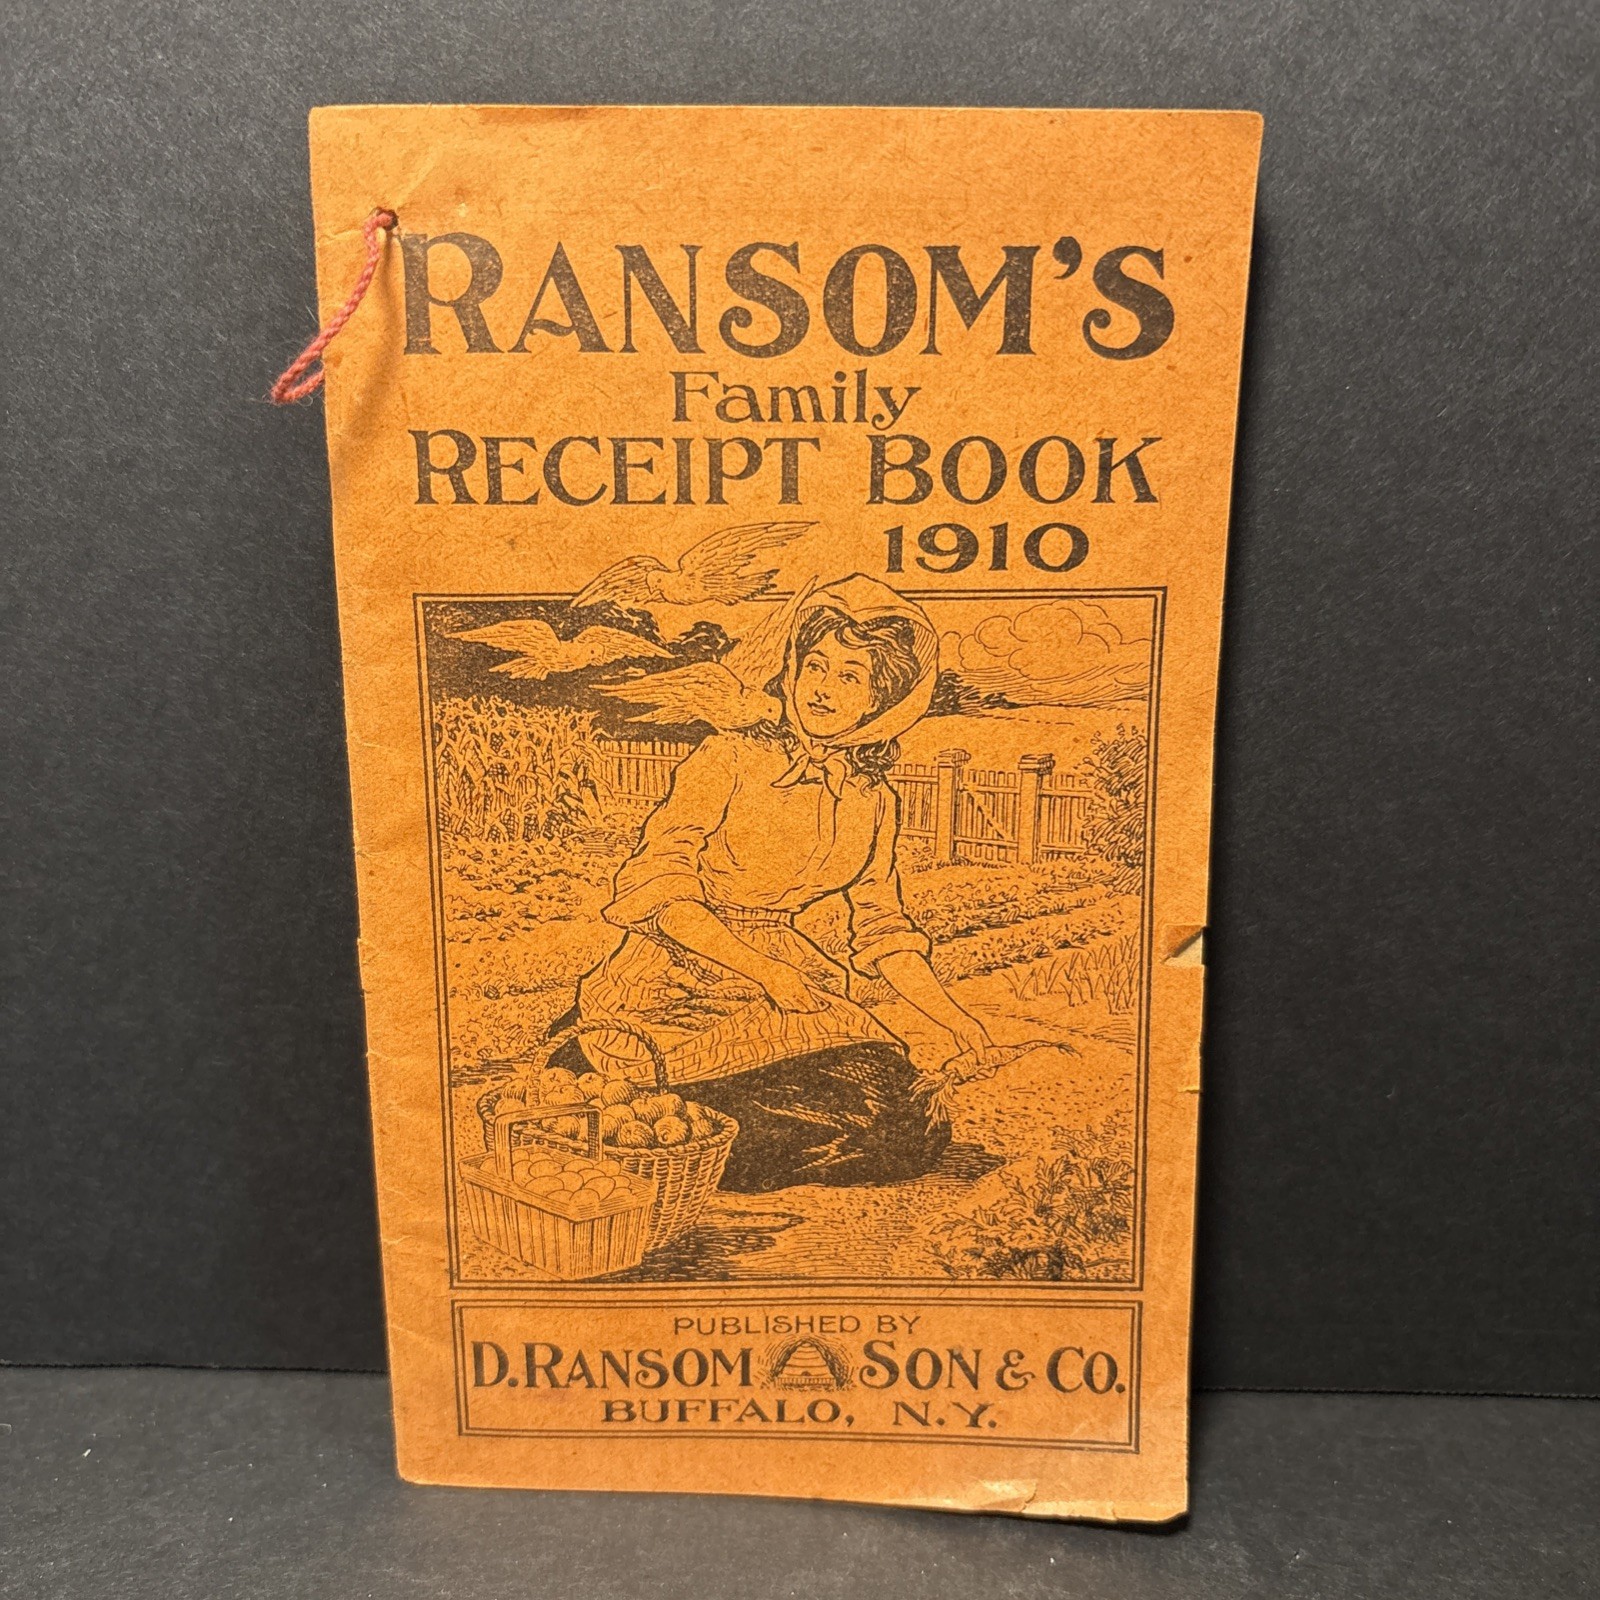 RANSOM'S
Family
RECEIPT BOOK
1910
PUBLISHED BY
D. RANSOM SON & CO.
BUFFALO, N.Y.